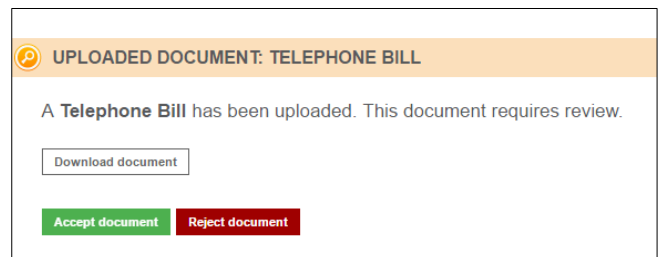 UPLOADED DOCUMENT: TELEPHONE BILL
A Telephone Bill has been uploaded. This document requires review.
Download document
Accept document Reject document